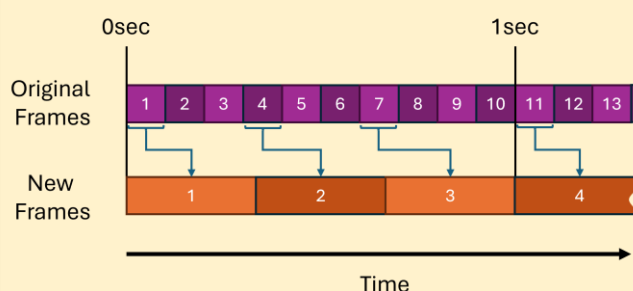 0sec 1sec
Original
Frames
1 2 3 4 5 6 7 8 9 10 11 12 13
New
Frames
1 2 3 4
Time